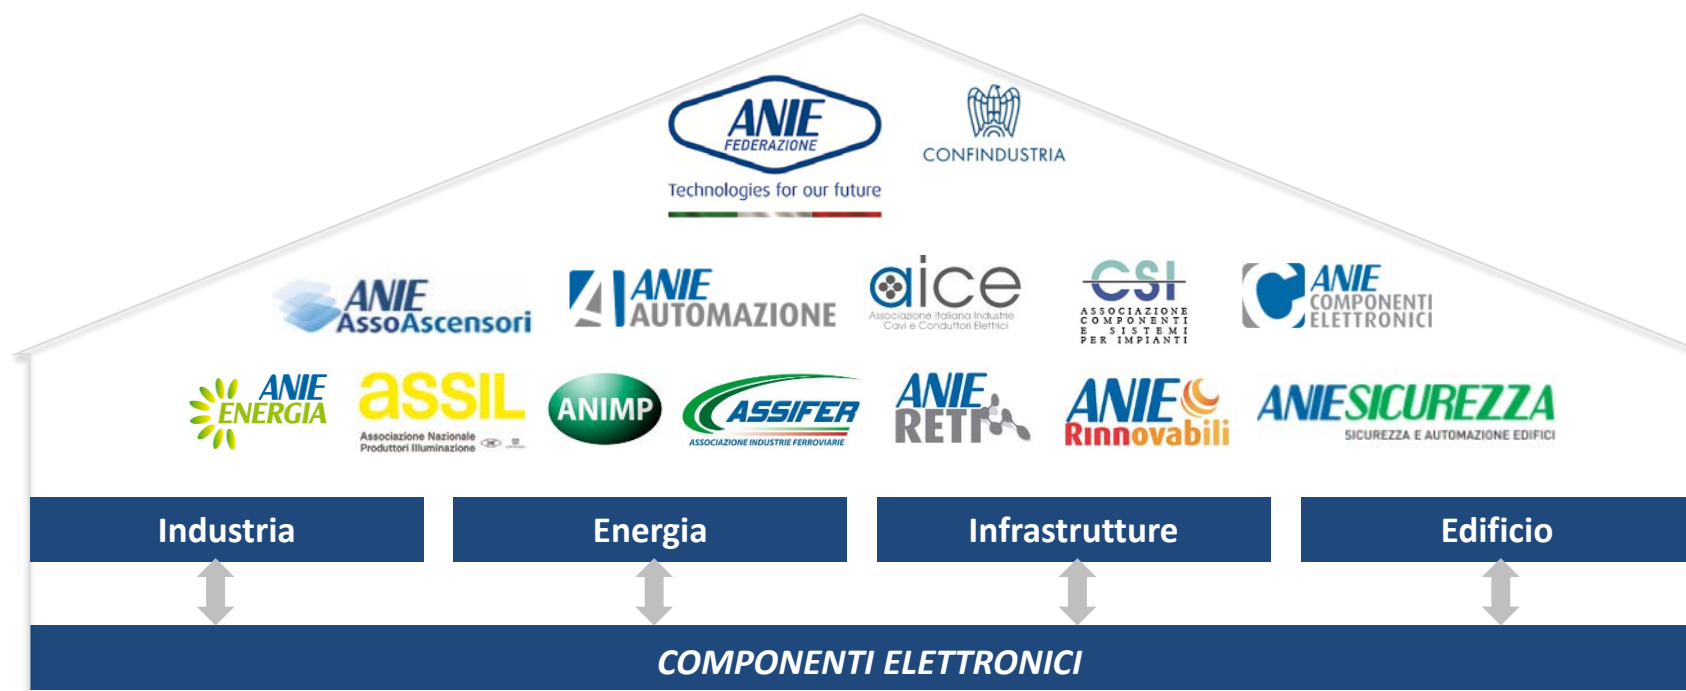 ANIE
FEDERAZIONE
Technologies for our future
CONFINDUSTRIA
ANIE
AssoAscensori
ANIE
AUTOMAZIONE
aice
Associazione Italiana Industrie
Cavi e Conduttori Elettrici
CSI
ASSOCIAZIONE
COMPONENTI
E SISTEMI
PER IMPIANTI
ANIE
COMPONENTI
ELETTRONICI
ANIE
ENERGIA
aSSIL
Associazione Nazionale
Produttori Illuminazione
ANIMP
ASSIFER
ASSOCIAZIONE INDUSTRIE FERROVIARIE
ANIE
RETI
ANIE
Rinnovabili
ANIESICUREZZA
SICUREZZA E AUTOMAZIONE EDIFICI
Industria
Energia
Infrastrutture
Edificio
COMPONENTI ELETTRONICI